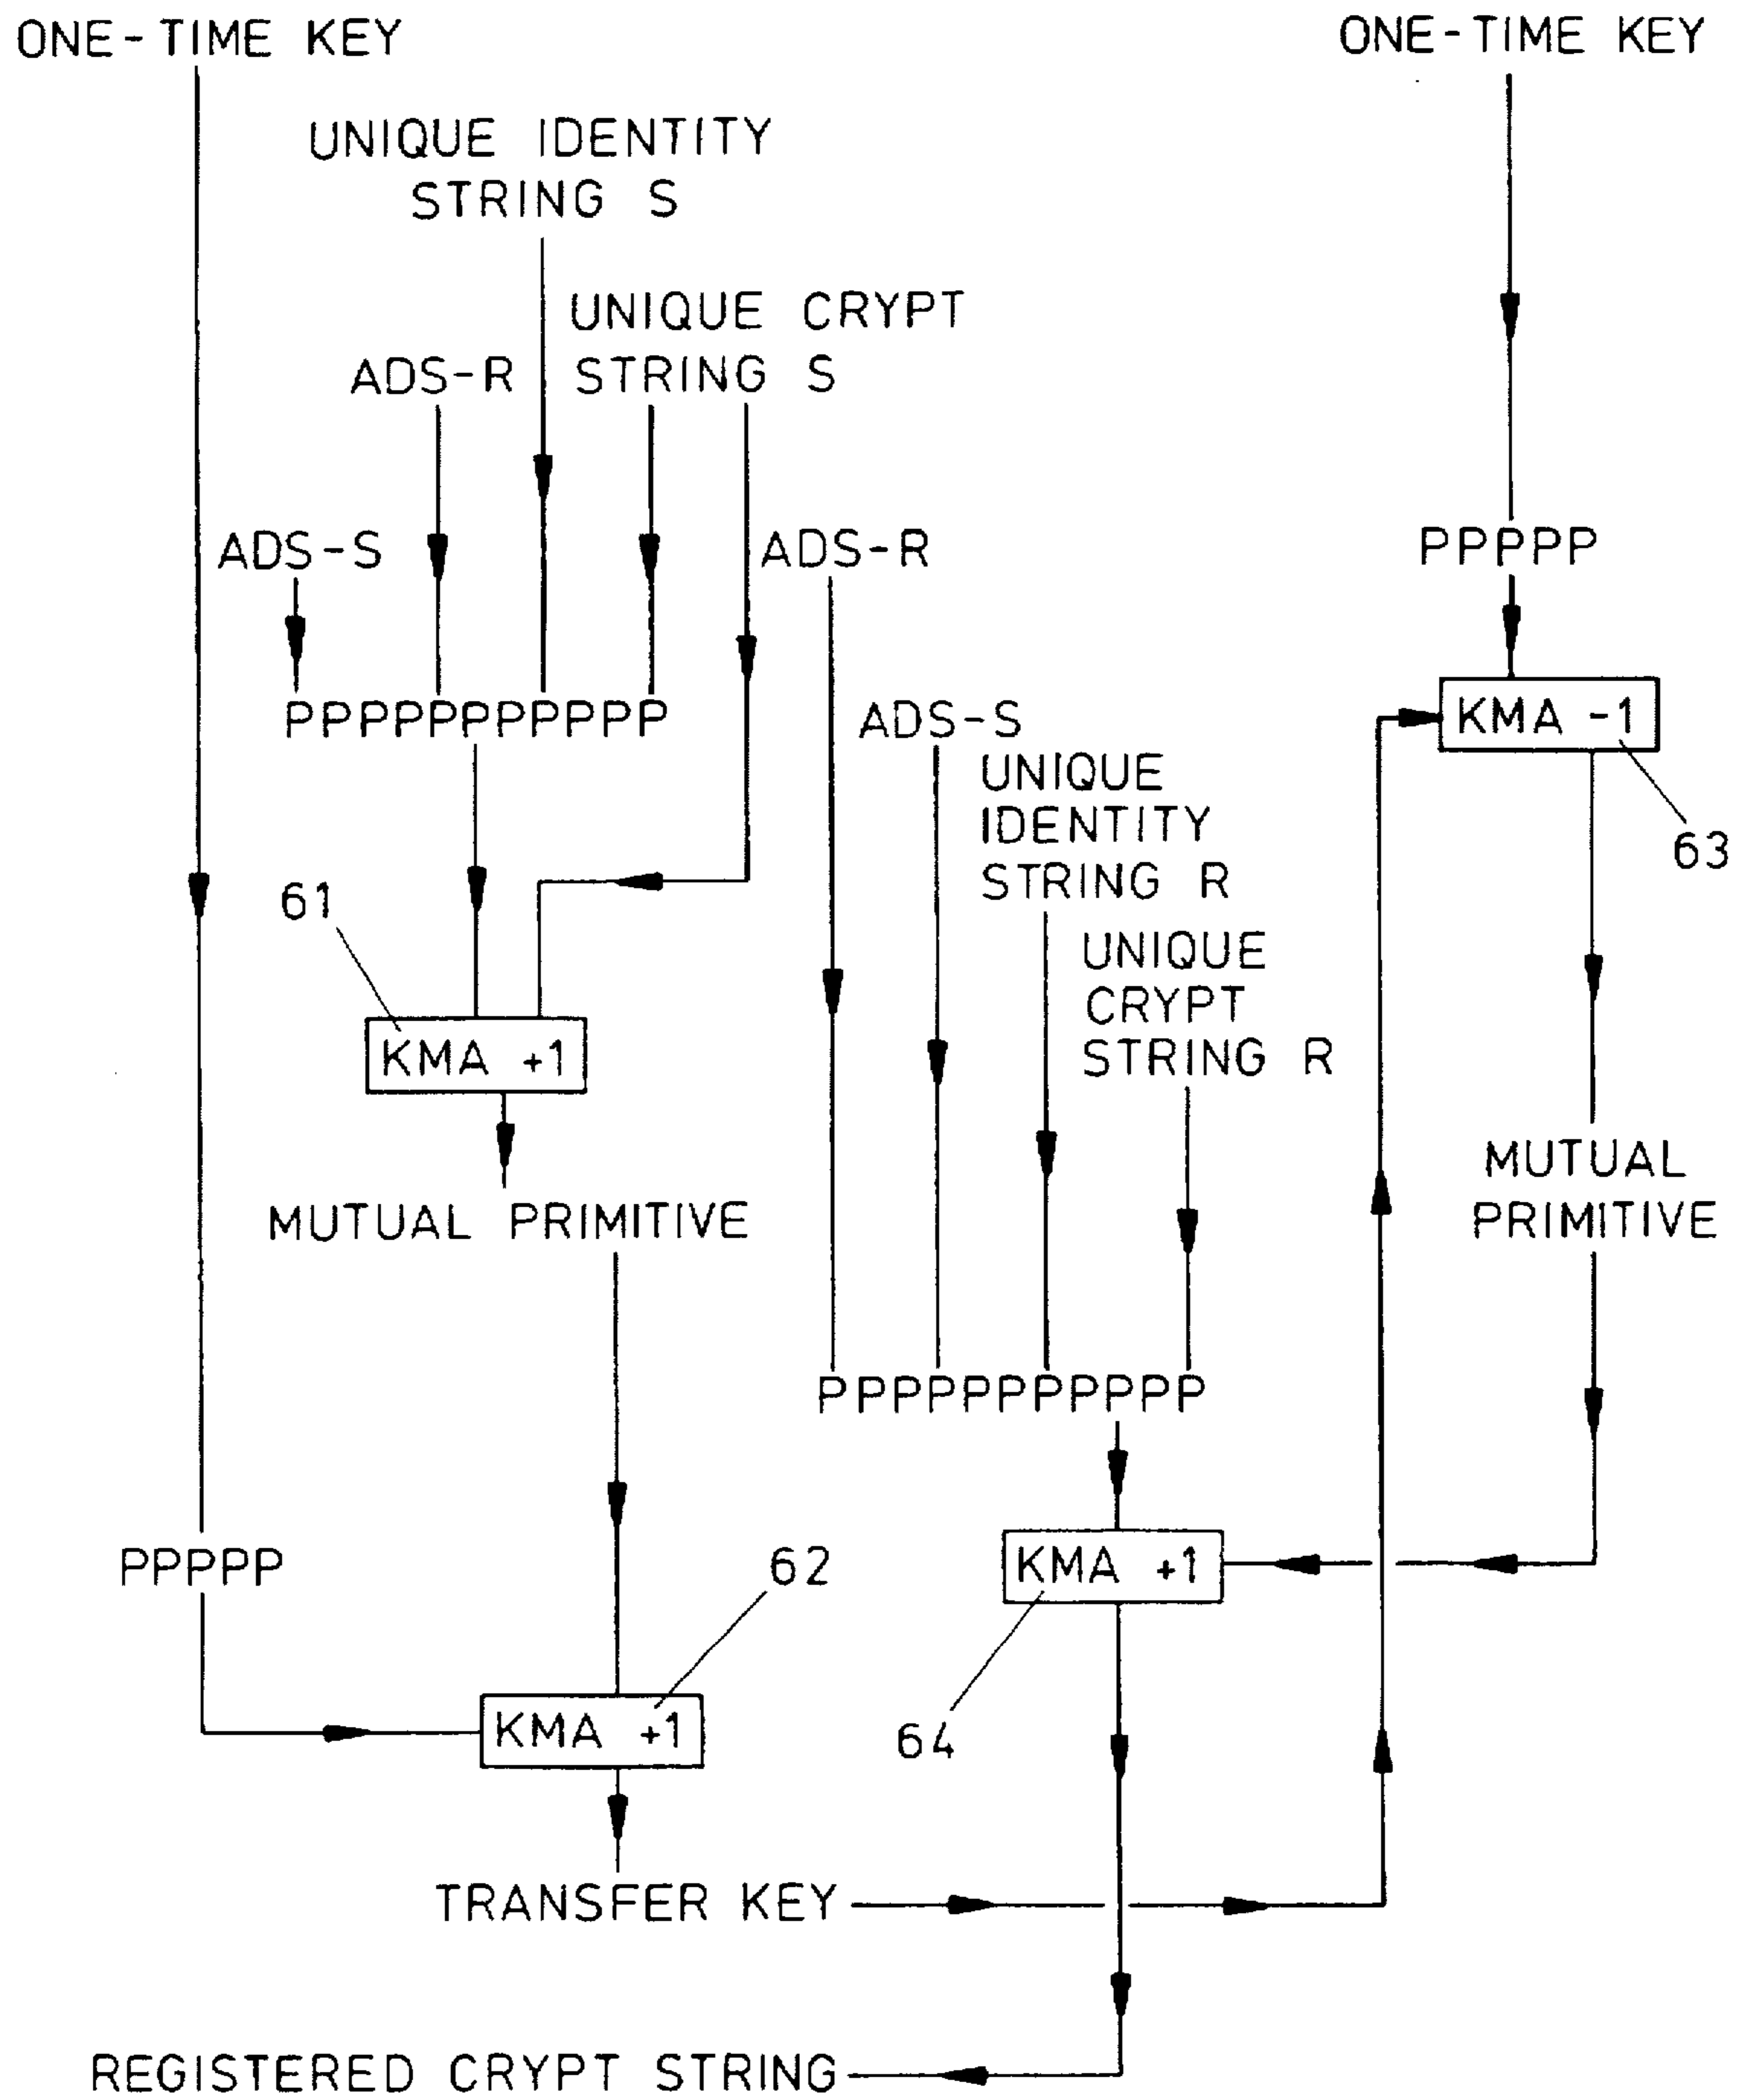 ONE-TIME KEY
ONE-TIME KEY
UNIQUE IDENTITY
STRING S
UNIQUE CRYPT
STRING S
ADS-R
ADS-S
ADS-R
PPPPP
PPPPPPPPPPP
ADS-S
KMA -1
UNIQUE
IDENTITY
STRING R
63
61
UNIQUE
CRYPT
STRING R
KMA +1
MUTUAL
PRIMITIVE
MUTUAL PRIMITIVE
PPPPPPPPPPP
PPPPP
KMA +1
62
64
KMA +1
TRANSFER KEY
REGISTERED CRYPT STRING